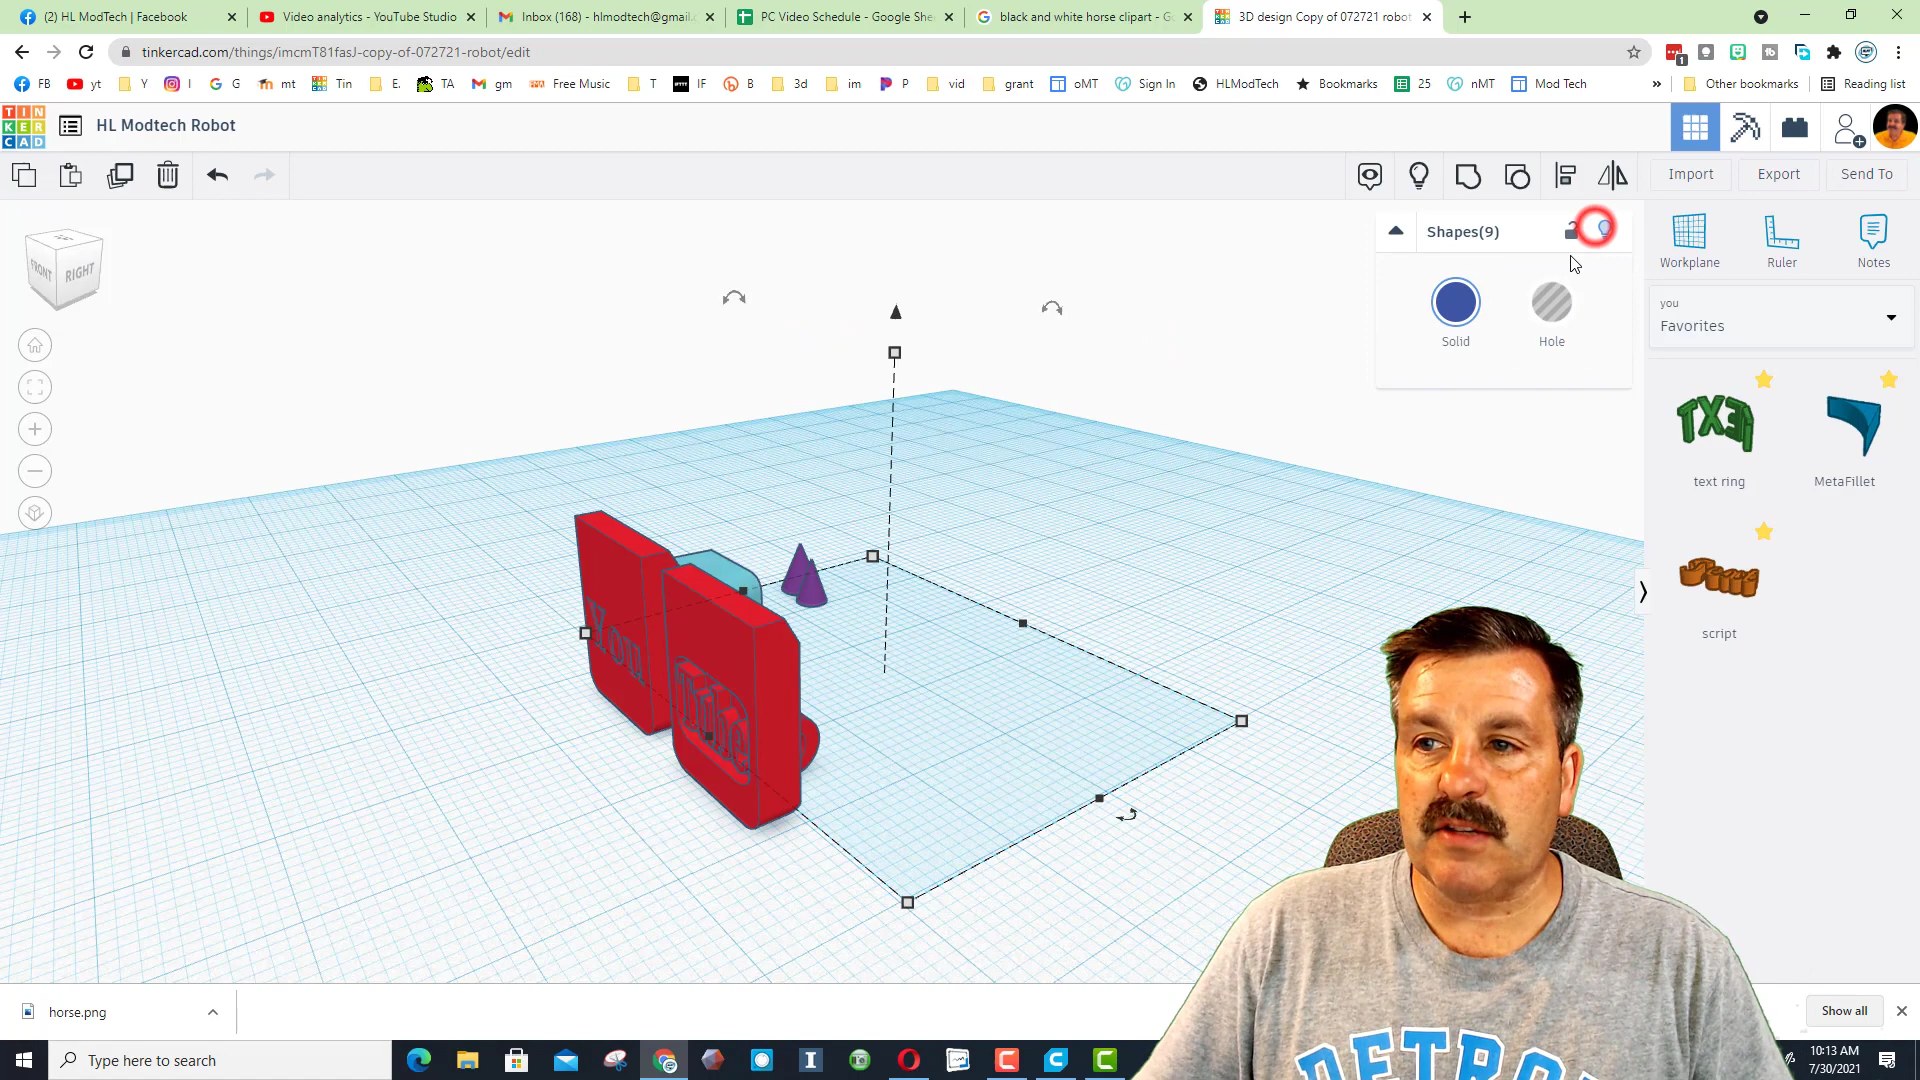 (2) HL ModTech | Facebook
Video analytics - YouTube Studio
Inbox (168) - hlmodtech@gmail.c
PC Video Schedule - Google She
black and white horse clipart - G
3D design Copy of 072721 robot
tinkercad.com/things/imcmT81fasJ-copy-of-072721-robot/edit
1
FB
yt
Y
I
G
mt
Tin
E.
TA
gm
Free Music
T
IF
B
3d
im
P
vid
grant
oMT
Sign In
HLModTech
Bookmarks
25
nMT
Mod Tech
»
Other bookmarks
Reading list
TINKERCAD
HL Modtech Robot
Import
Export
Send To
FRONT
RIGHT
Shapes(9)
Solid
Hole
Workplane
Ruler
Notes
you
Favorites
TEXT
text ring
MetaFillet
script
You
horse.png
Show all
Type here to search
10:13 AM
7/30/2021
DETRO